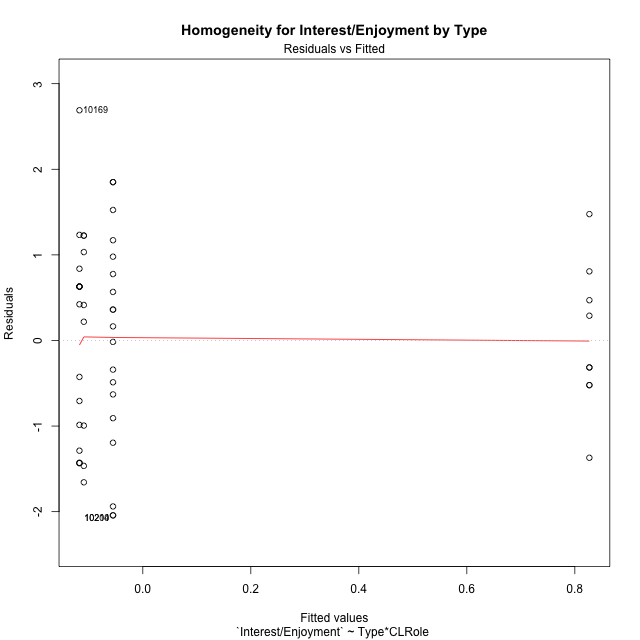 Homogeneity for Interest/Enjoyment by Type
Residuals vs Fitted
3
10169
2
1
Residuals
0
-1
-2
0.0 0.2 0.4 0.6 0.8
Fitted values
`Interest/Enjoyment` ~ Type*CLRole